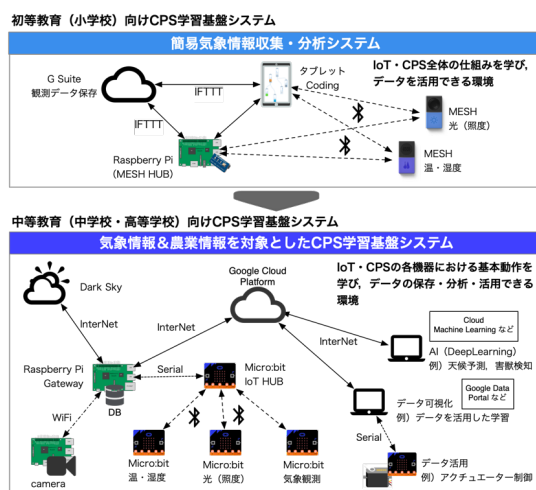 初等教育（小学校）向けCPS学習基盤システム
簡易気象情報収集・分析システム
G Suite
観測データ保存
IFTTT
IFTTT
タブレット
Coding
IoT・CPS全体の仕組みを学び,
データを活用できる環境
Raspberry Pi
(MESH HUB)
MESH
光（照度）
MESH
温・湿度
中等教育（中学校・高等学校）向けCPS学習基盤システム
気象情報＆農業情報を対象としたCPS学習基盤システム
Dark Sky
Google Cloud
Platform
IoT・CPSの各機器における基本動作を
学び，データの保存・分析・活用できる
環境
InterNet
InterNet
InterNet
Cloud
Machine Learning など
AI（DeepLearning）
例）天候予測，害獣検知
Raspberry Pi
Gateway
DB
Serial
Micro:bit
IoT HUB
InterNet
データ可視化
例）データを活用した学習
Google Data
Portal など
WiFi
camera
Micro:bit
温・湿度
Micro:bit
光（照度）
Micro:bit
気象観測
Serial
データ活用
例）アクチュエーター制御